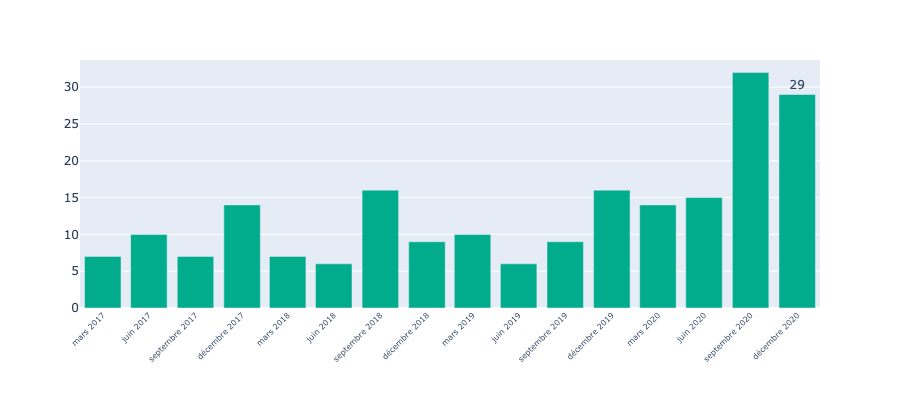 30
25
20
15
10
5
0
29
mars 2017
juin 2017
septembre 2017
décembre 2017
mars 2018
juin 2018
septembre 2018
décembre 2018
mars 2019
juin 2019
septembre 2019
décembre 2019
mars 2020
juin 2020
septembre 2020
décembre 2020